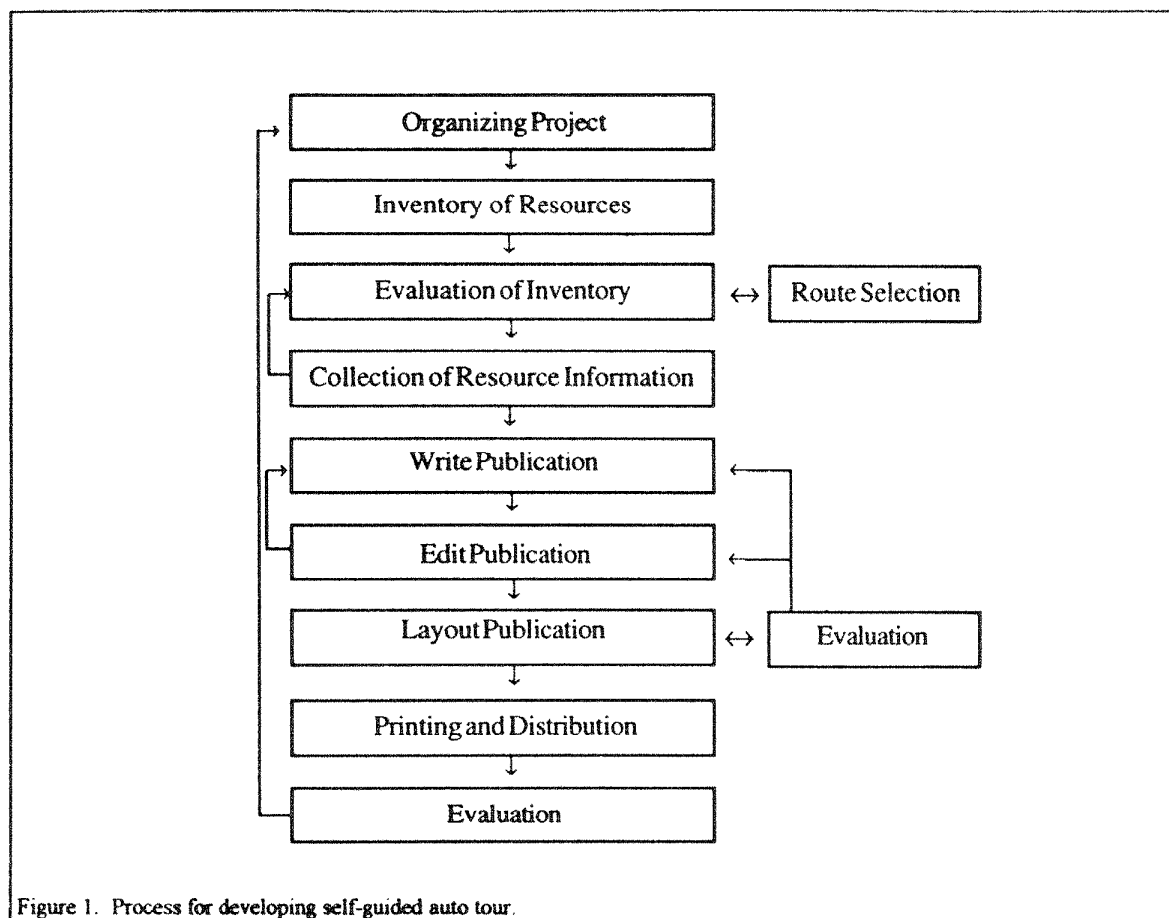 Organizing Project
Inventory of Resources
Evaluation of Inventory
Route Selection
Collection of Resource Information
Write Publication
Edit Publication
Layout Publication
Evaluation
Printing and Distribution
Evaluation
Figure 1. Process for developing self-guided auto tour.